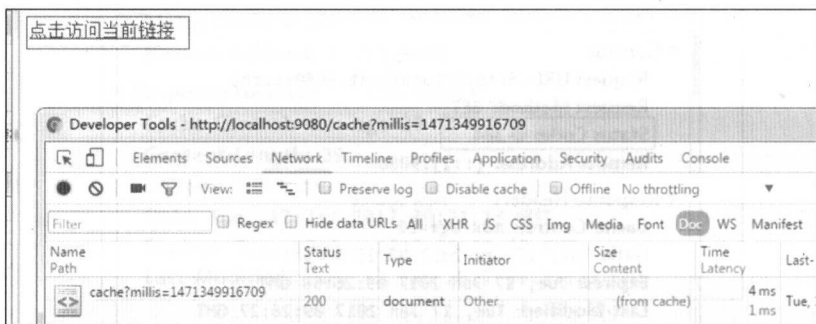 点击访问当前链接
Developer Tools - http://localhost:9080/cache?millis=1471349916709
Elements Sources Network Timeline Profiles Application Security Audits Console
View: Preserve log Disable cache Offline No throttling
Filter Regex Hide data URLs All XHR JS CSS Img Media Font Doc WS Manifest
Name Status Type Initiator Size Time Last-
Path Text Content Latency
cache?millis=1471349916709 200 document Other (from cache) 4 ms Tue,
1 ms